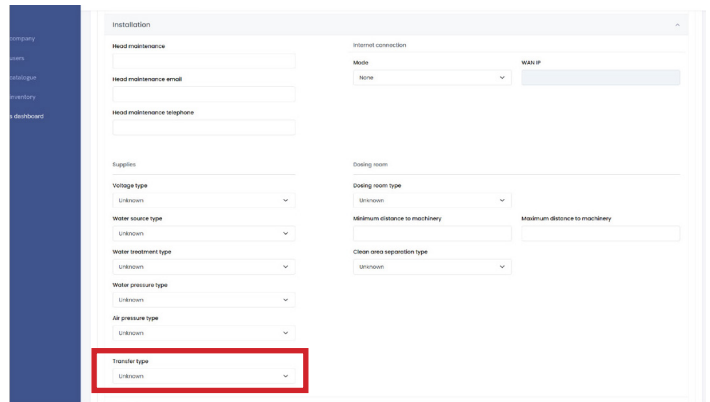 company
users
catalogue
inventory
dashboard
Installation
Head maintenance
Head maintenance email
Head maintenance telephone
Internet connection
Mode
None
WAN IP
Supplies
Voltage type
Unknown
Water source type
Unknown
Water treatment type
Unknown
Water pressure type
Unknown
Air pressure type
Unknown
Transfer type
Unknown
Dosing room
Dosing room type
Unknown
Minimum distance to machinery
Maximum distance to machinery
Clean area separation type
Unknown